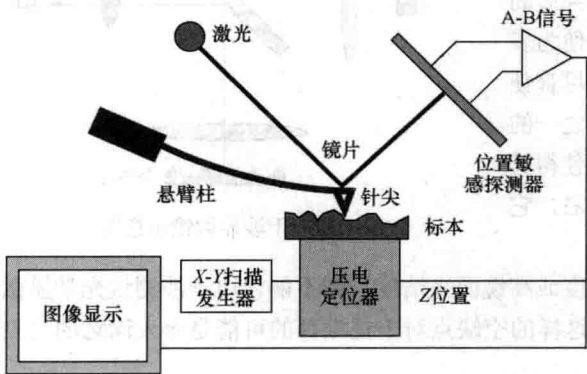 A-B信号
激光
镜片
位置敏
感探测器
悬臂柱
针尖
标本
X-Y扫描
发生器
压电
定位器
Z位置
图像显示